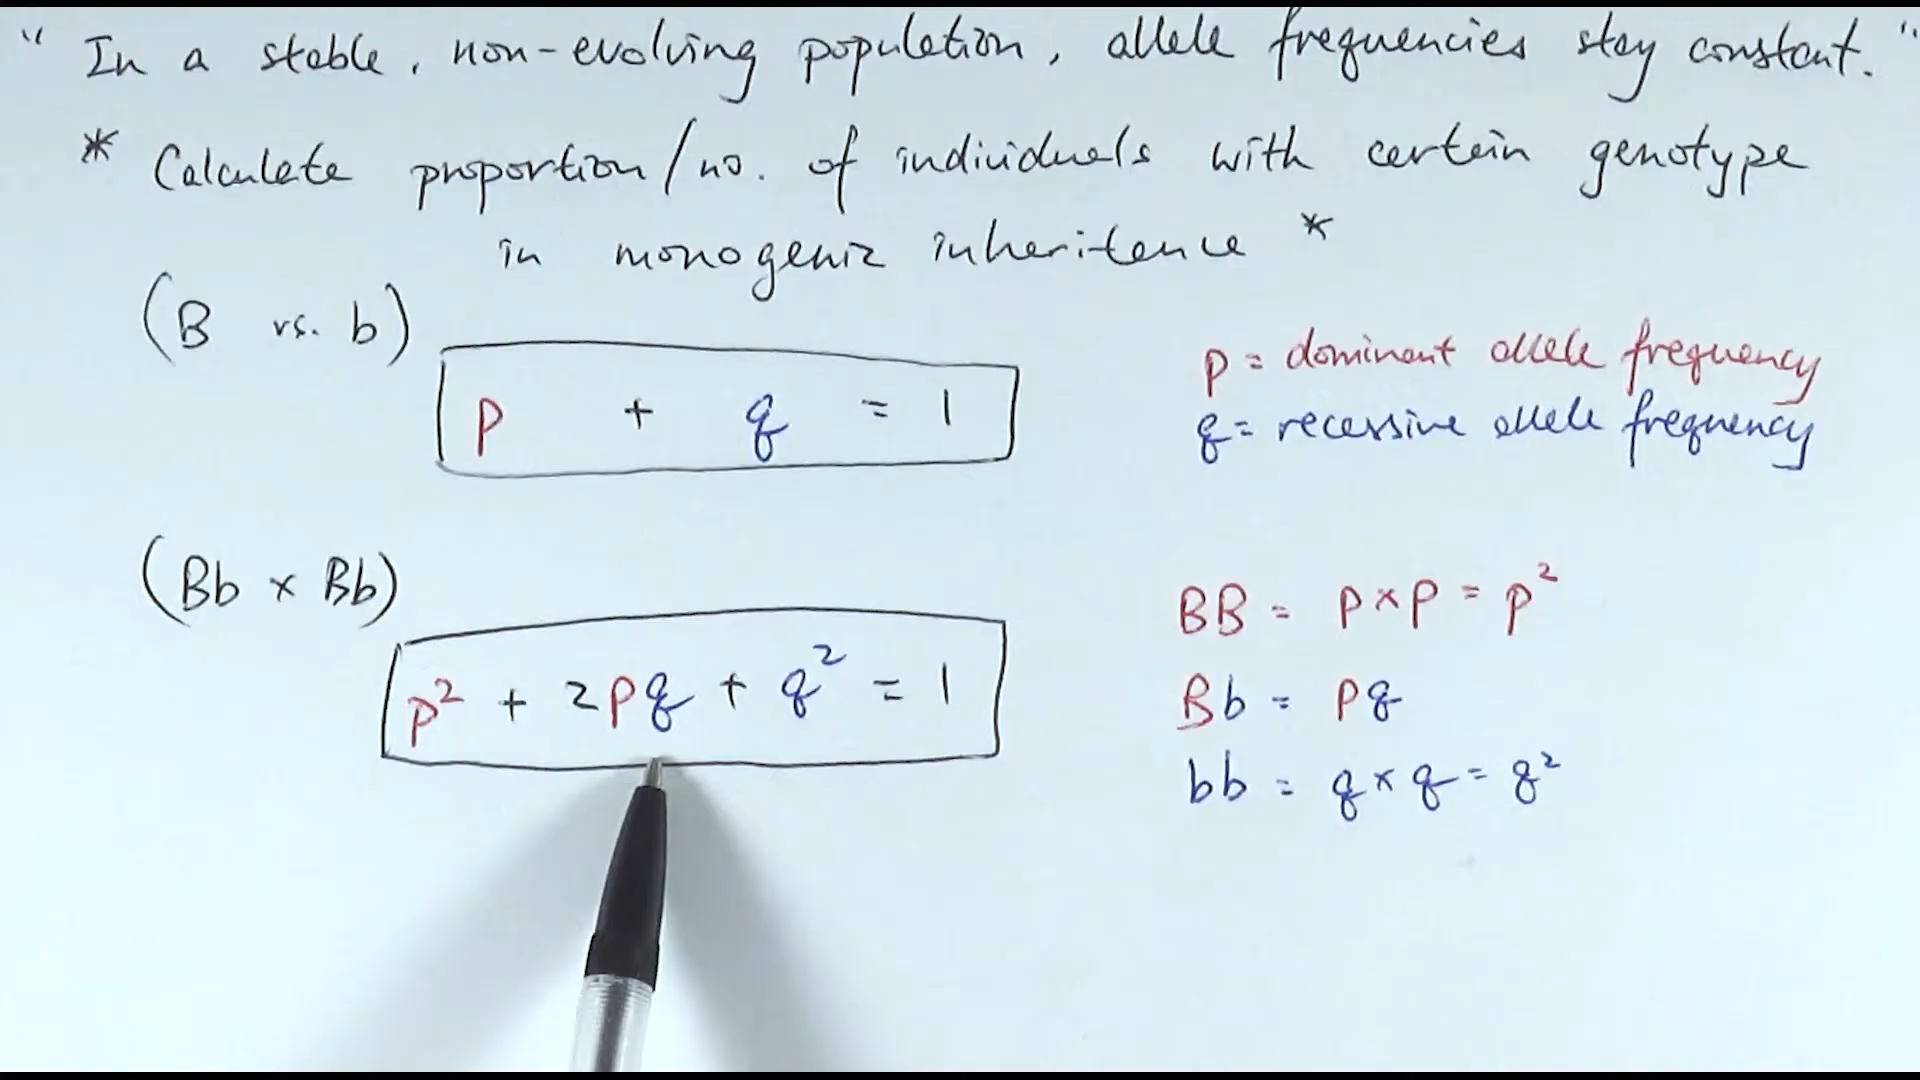 " In a stable, non-evolving population, allele frequencies stay constant. "
* Calculate proportion/no. of individuals with certain genotype
in monogenic inheritence *
(B vs. b)
p + q = 1
p = dominant allele frequency
q = recessive allele frequency
(Bb × Bb)
p² + 2pq + q² = 1
BB = p×p = p²
Bb = pq
bb = q×q = q²